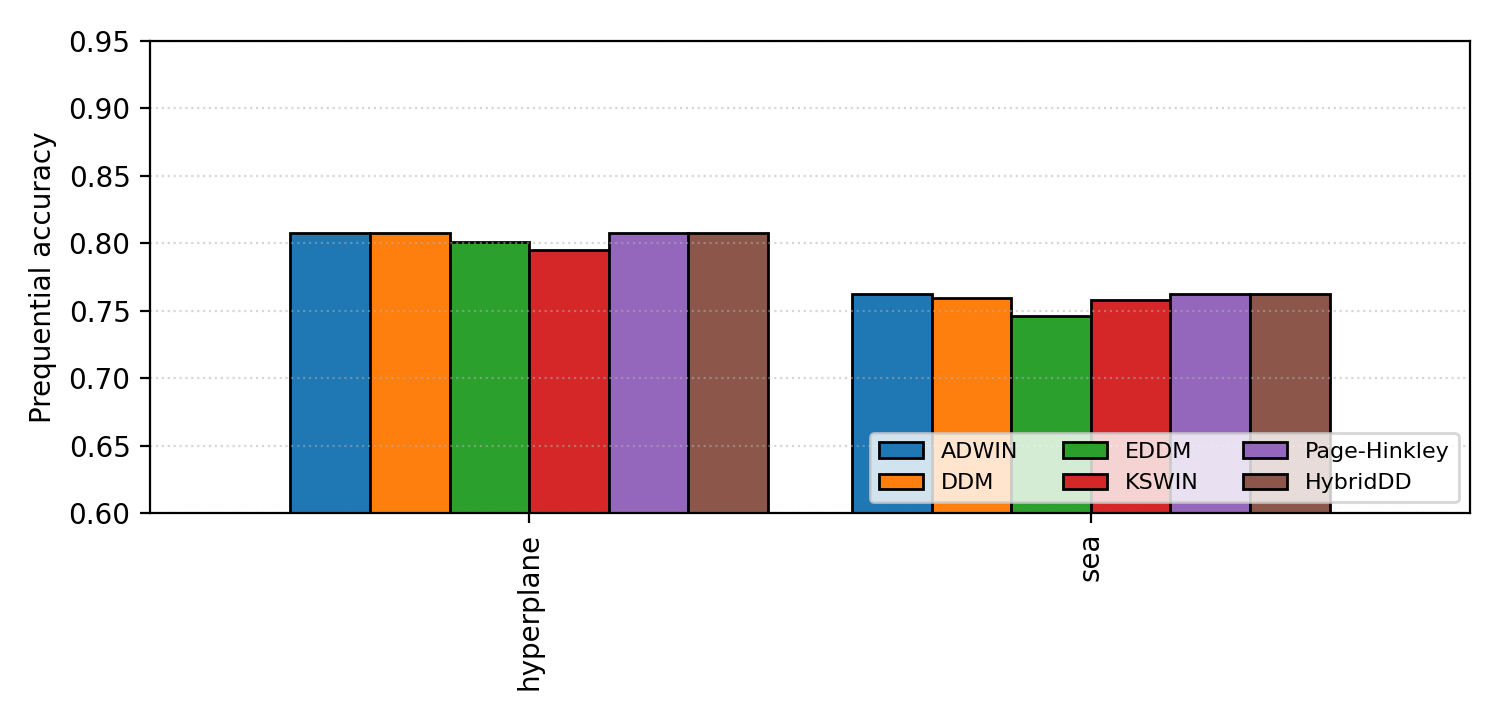 Prequential accuracy
0.95
0.90
0.85
0.80
0.75
0.70
0.65
0.60
ADWIN
DDM
EDDM
KSWIN
Page-Hinkley
HybridDD
hyperplane
sea